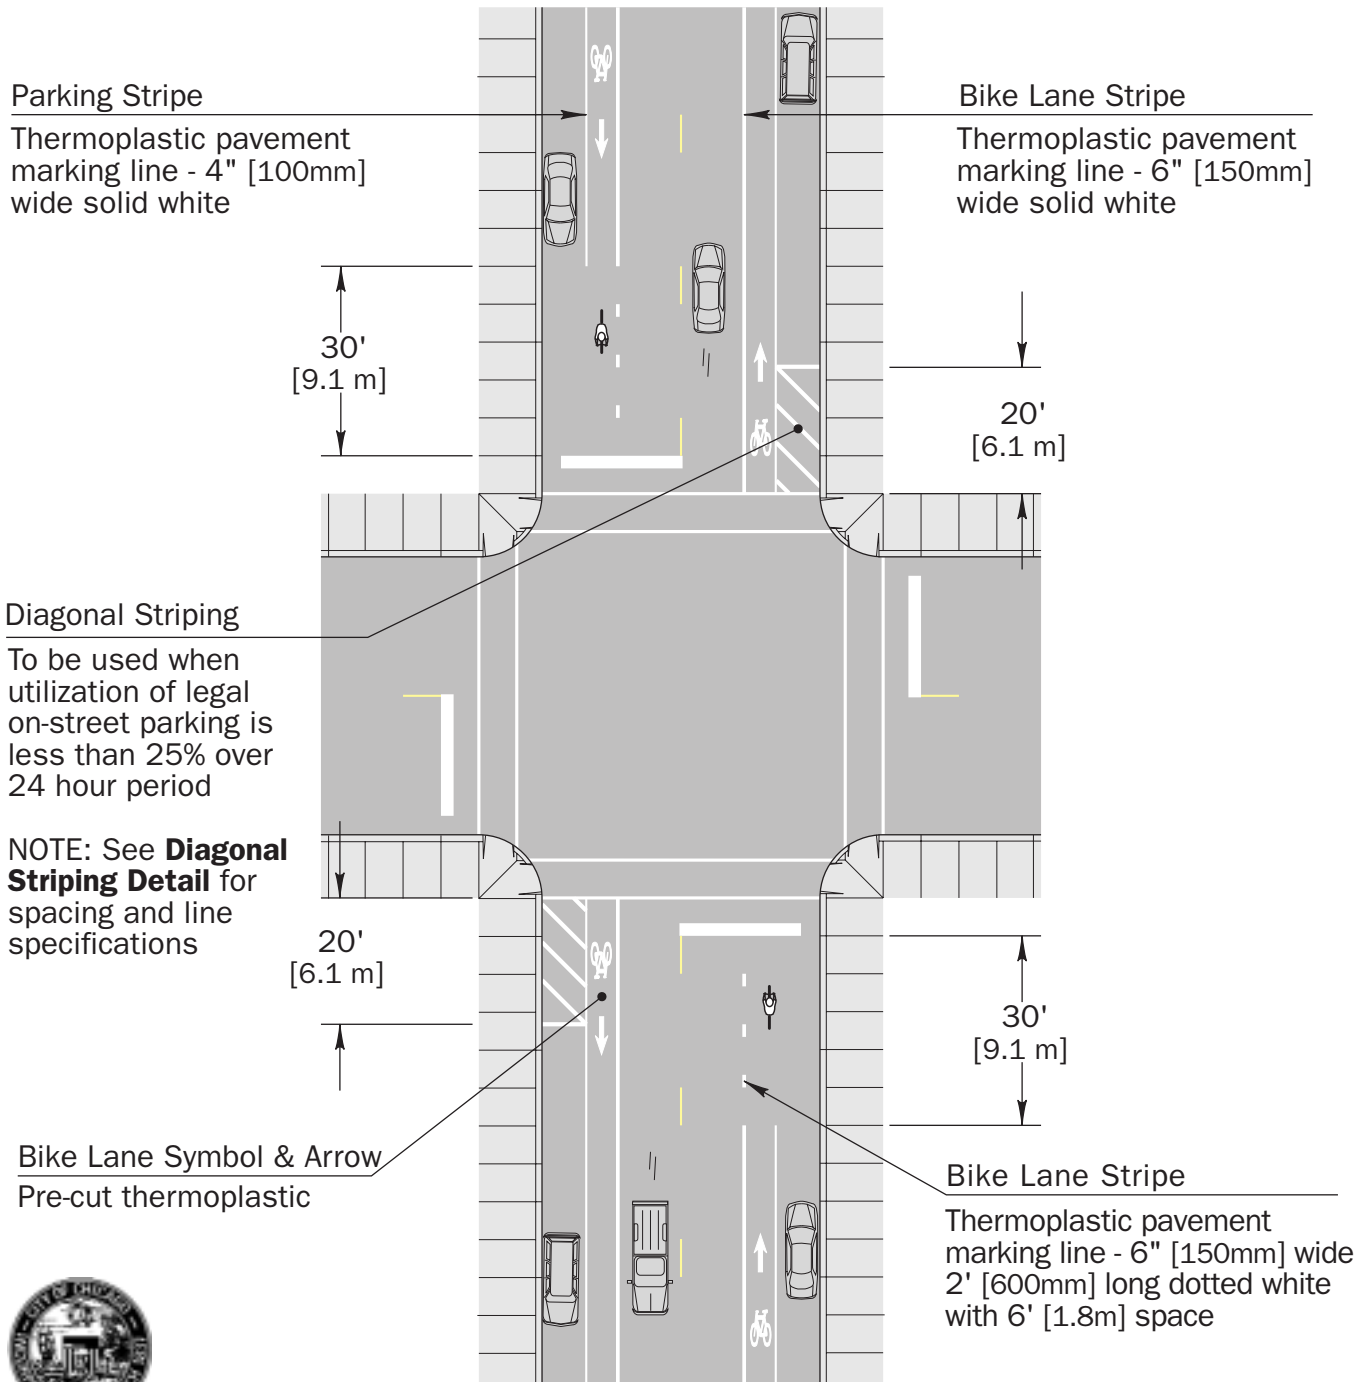 Parking Stripe
Thermoplastic pavement
marking line - 4" [100mm]
wide solid white
Bike Lane Stripe
Thermoplastic pavement
marking line - 6" [150mm]
wide solid white
30'
[9.1 m]
20'
[6.1 m]
Diagonal Striping
To be used when
utilization of legal
on-street parking is
less than 25% over
24 hour period
NOTE: See Diagonal
Striping Detail for
spacing and line
specifications
20'
[6.1 m]
30'
[9.1 m]
Bike Lane Symbol & Arrow
Pre-cut thermoplastic
Bike Lane Stripe
Thermoplastic pavement
marking line - 6" [150mm] wide
2' [600mm] long dotted white
with 6' [1.8m] space
CITY OF CHICAGO